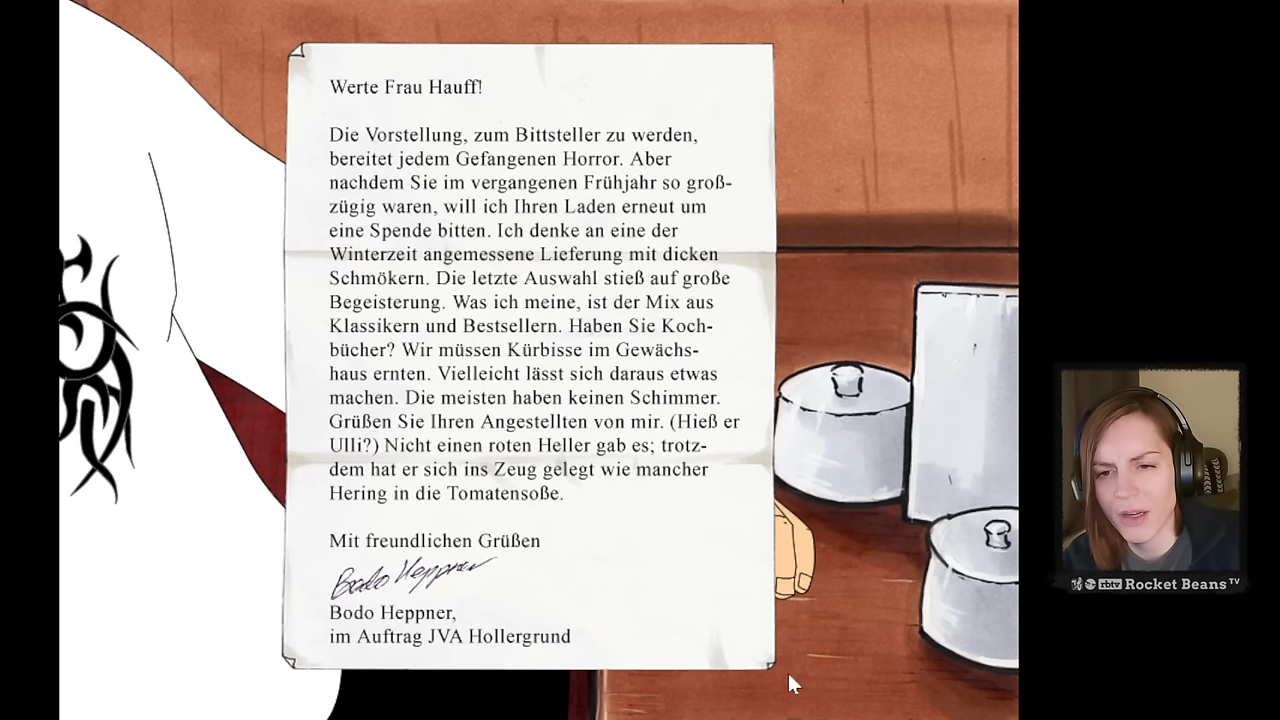 Werte Frau Hauff!
Die Vorstellung, zum Bittsteller zu werden,
bereitet jedem Gefangenen Horror. Aber
nachdem Sie im vergangenen Frühjahr so groß-
zügig waren, will ich Ihren Laden erneut um
eine Spende bitten. Ich denke an eine der
Winterzeit angemessene Lieferung mit dicken
Schmökern. Die letzte Auswahl stieß auf große
Begeisterung. Was ich meine, ist der Mix aus
Klassikern und Bestsellern. Haben Sie Koch-
bücher? Wir müssen Kürbisse im Gewächs-
haus ernten. Vielleicht lässt sich daraus etwas
machen. Die meisten haben keinen Schimmer.
Grüßen Sie Ihren Angestellten von mir. (Hieß er
Ulli?) Nicht einen roten Heller gab es; trotz-
dem hat er sich ins Zeug gelegt wie mancher
Hering in die Tomatensoße.
Mit freundlichen Grüßen
Bodo Heppner
Bodo Heppner,
im Auftrag JVA Hollergrund
rbtv Rocket Beans TV